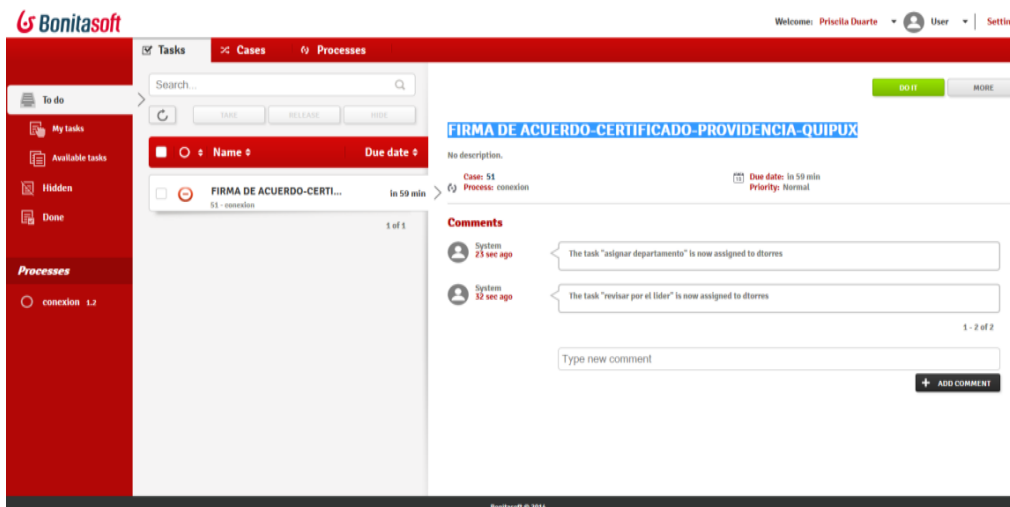 Bonitasoft
Welcome: Priscila Duarte User Settin
Tasks Cases Processes
To do
My tasks
Available tasks
Hidden
Done
Processes
conexion 1.2
Search...
TAKE RELEASE HIDE
Name Due date
FIRMA DE ACUERDO-CERTI... in 59 min
51 - conexion
1 of 1
DO IT MORE
FIRMA DE ACUERDO-CERTIFICADO-PROVIDENCIA-QUIPUX
No description.
Case: 51 Due date: in 59 min
Process: conexion Priority: Normal
Comments
System
23 sec ago
The task "asignar departamento" is now assigned to dtorres
System
32 sec ago
The task "revisar por el lider" is now assigned to dtorres
1 - 2 of 2
Type new comment
+ ADD COMMENT